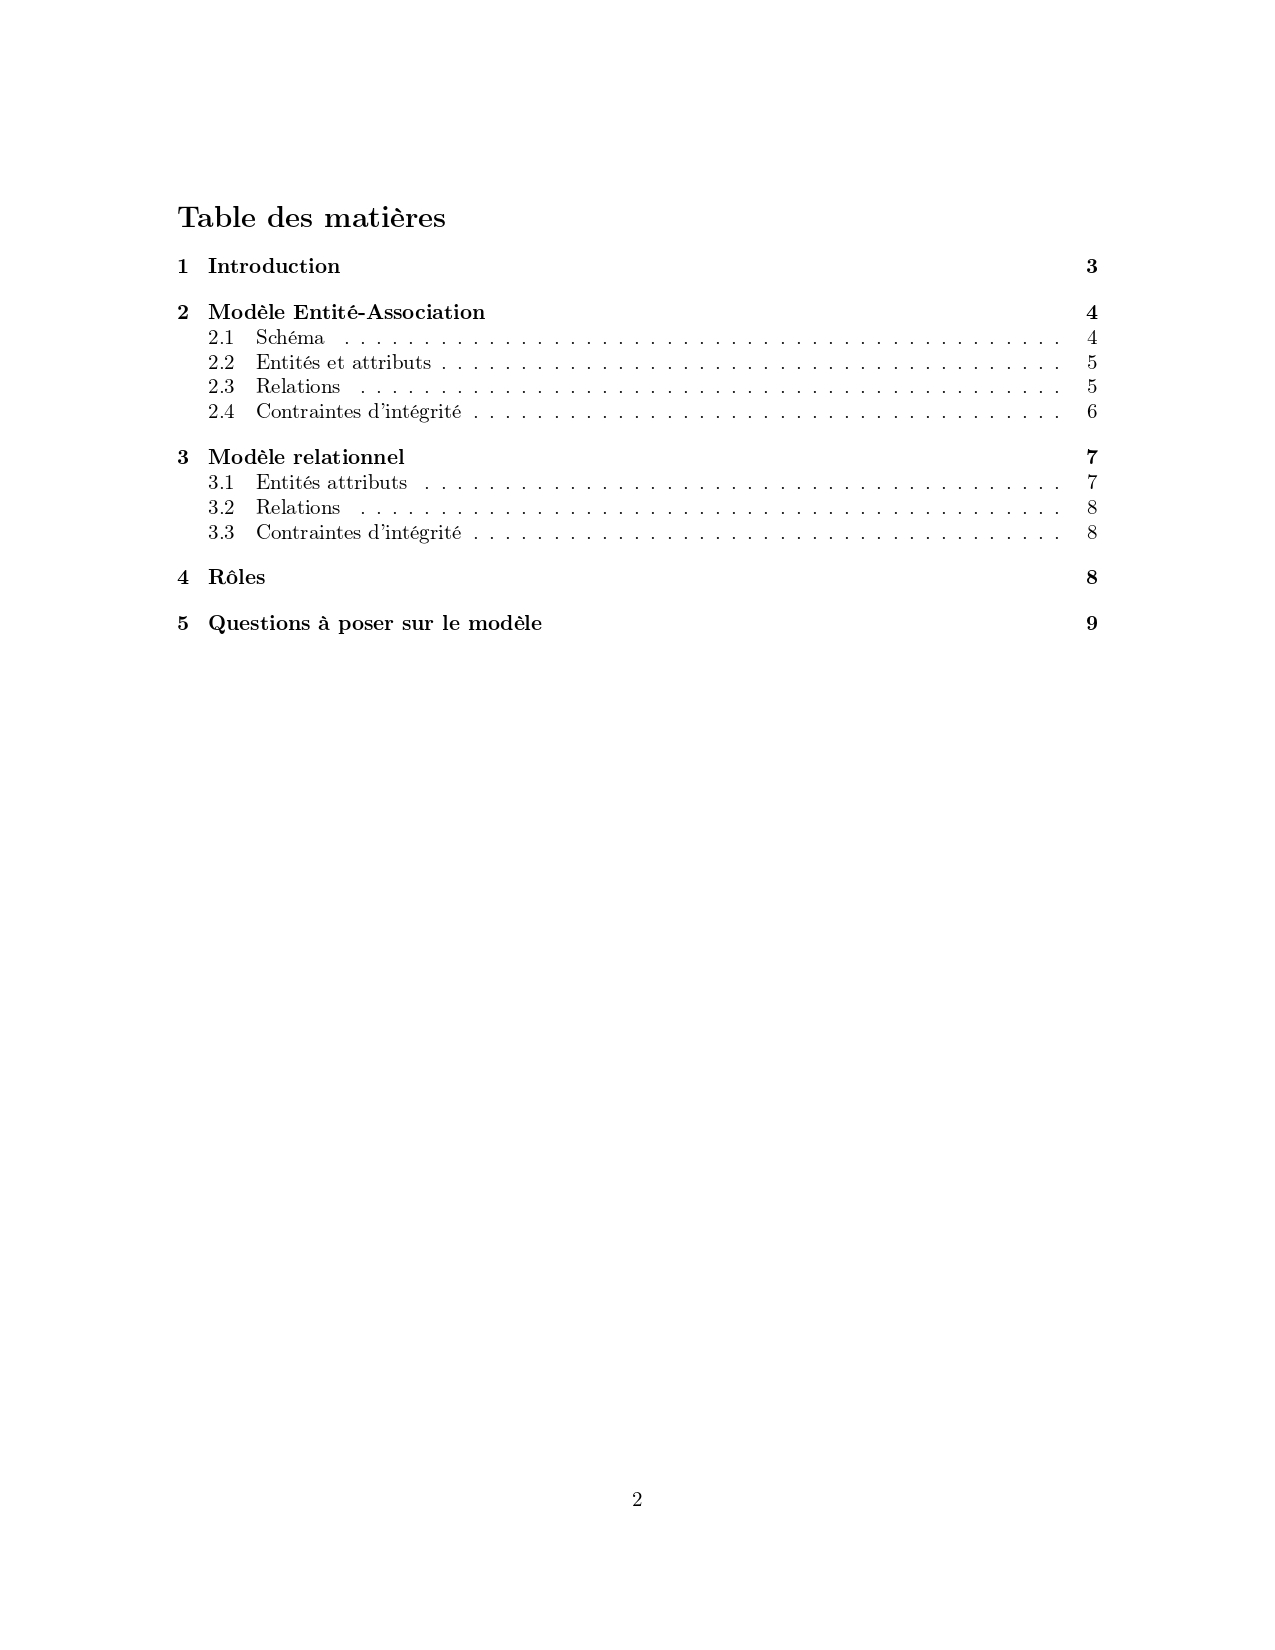 Table des matières
1 Introduction 3
2 Modèle Entité-Association 4
2.1 Schéma . . . . . . . . . . . . . . . . . . . . . . . . . . . . . . . . . . . . . . . . . . . . . 4
2.2 Entités et attributs . . . . . . . . . . . . . . . . . . . . . . . . . . . . . . . . . . . . . . . 5
2.3 Relations . . . . . . . . . . . . . . . . . . . . . . . . . . . . . . . . . . . . . . . . . . . . 5
2.4 Contraintes d'intégrité . . . . . . . . . . . . . . . . . . . . . . . . . . . . . . . . . . . . . 6
3 Modèle relationnel 7
3.1 Entités attributs . . . . . . . . . . . . . . . . . . . . . . . . . . . . . . . . . . . . . . . . 7
3.2 Relations . . . . . . . . . . . . . . . . . . . . . . . . . . . . . . . . . . . . . . . . . . . . 8
3.3 Contraintes d'intégrité . . . . . . . . . . . . . . . . . . . . . . . . . . . . . . . . . . . . . 8
4 Rôles 8
5 Questions à poser sur le modèle 9
2